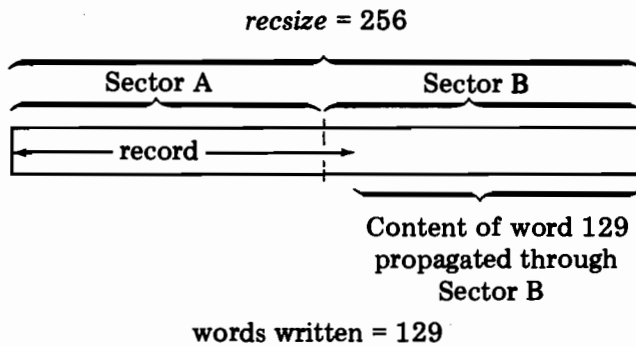 recsize = 256
Sector A Sector B
record
Content of word 129
propagated through
Sector B
words written = 129